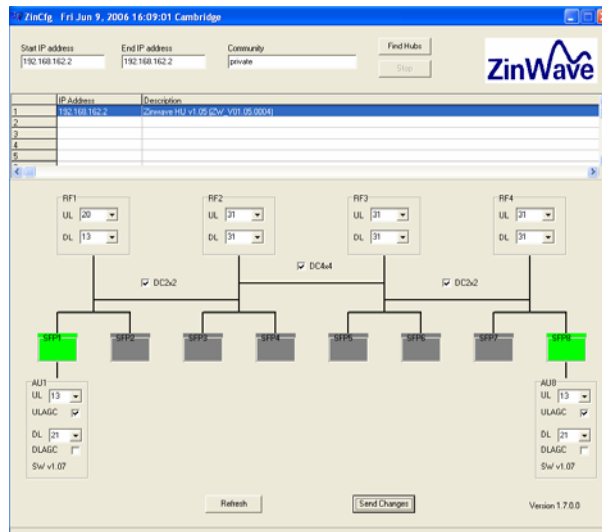 ZinCfg Fri Jun 9, 2006 16:09:01 Cambridge
Start IP address End IP address Community Find Hubs
192.168.162.2 192.168.162.2 private Stop
ZinWave
IP Address Description
1 192.168.162.2 Zinwave HU v1.05 (ZW_V01.05.0004)
2
3
4
5
RF1 RF2 RF3 RF4
UL 20 UL 31 UL 31 UL 31
DL 13 DL 31 DL 31 DL 31
DC4x4
DC2x2 DC2x2
SFP1 SFP2 SFP3 SFP4 SFP5 SFP6 SFP7 SFP8
AU1 AU8
UL 13 UL 13
ULAGC ULAGC
DL 21 DL 21
DLAGC DLAGC
SW v1.07 SW v1.07
Refresh Send Changes Version 1.7.0.0